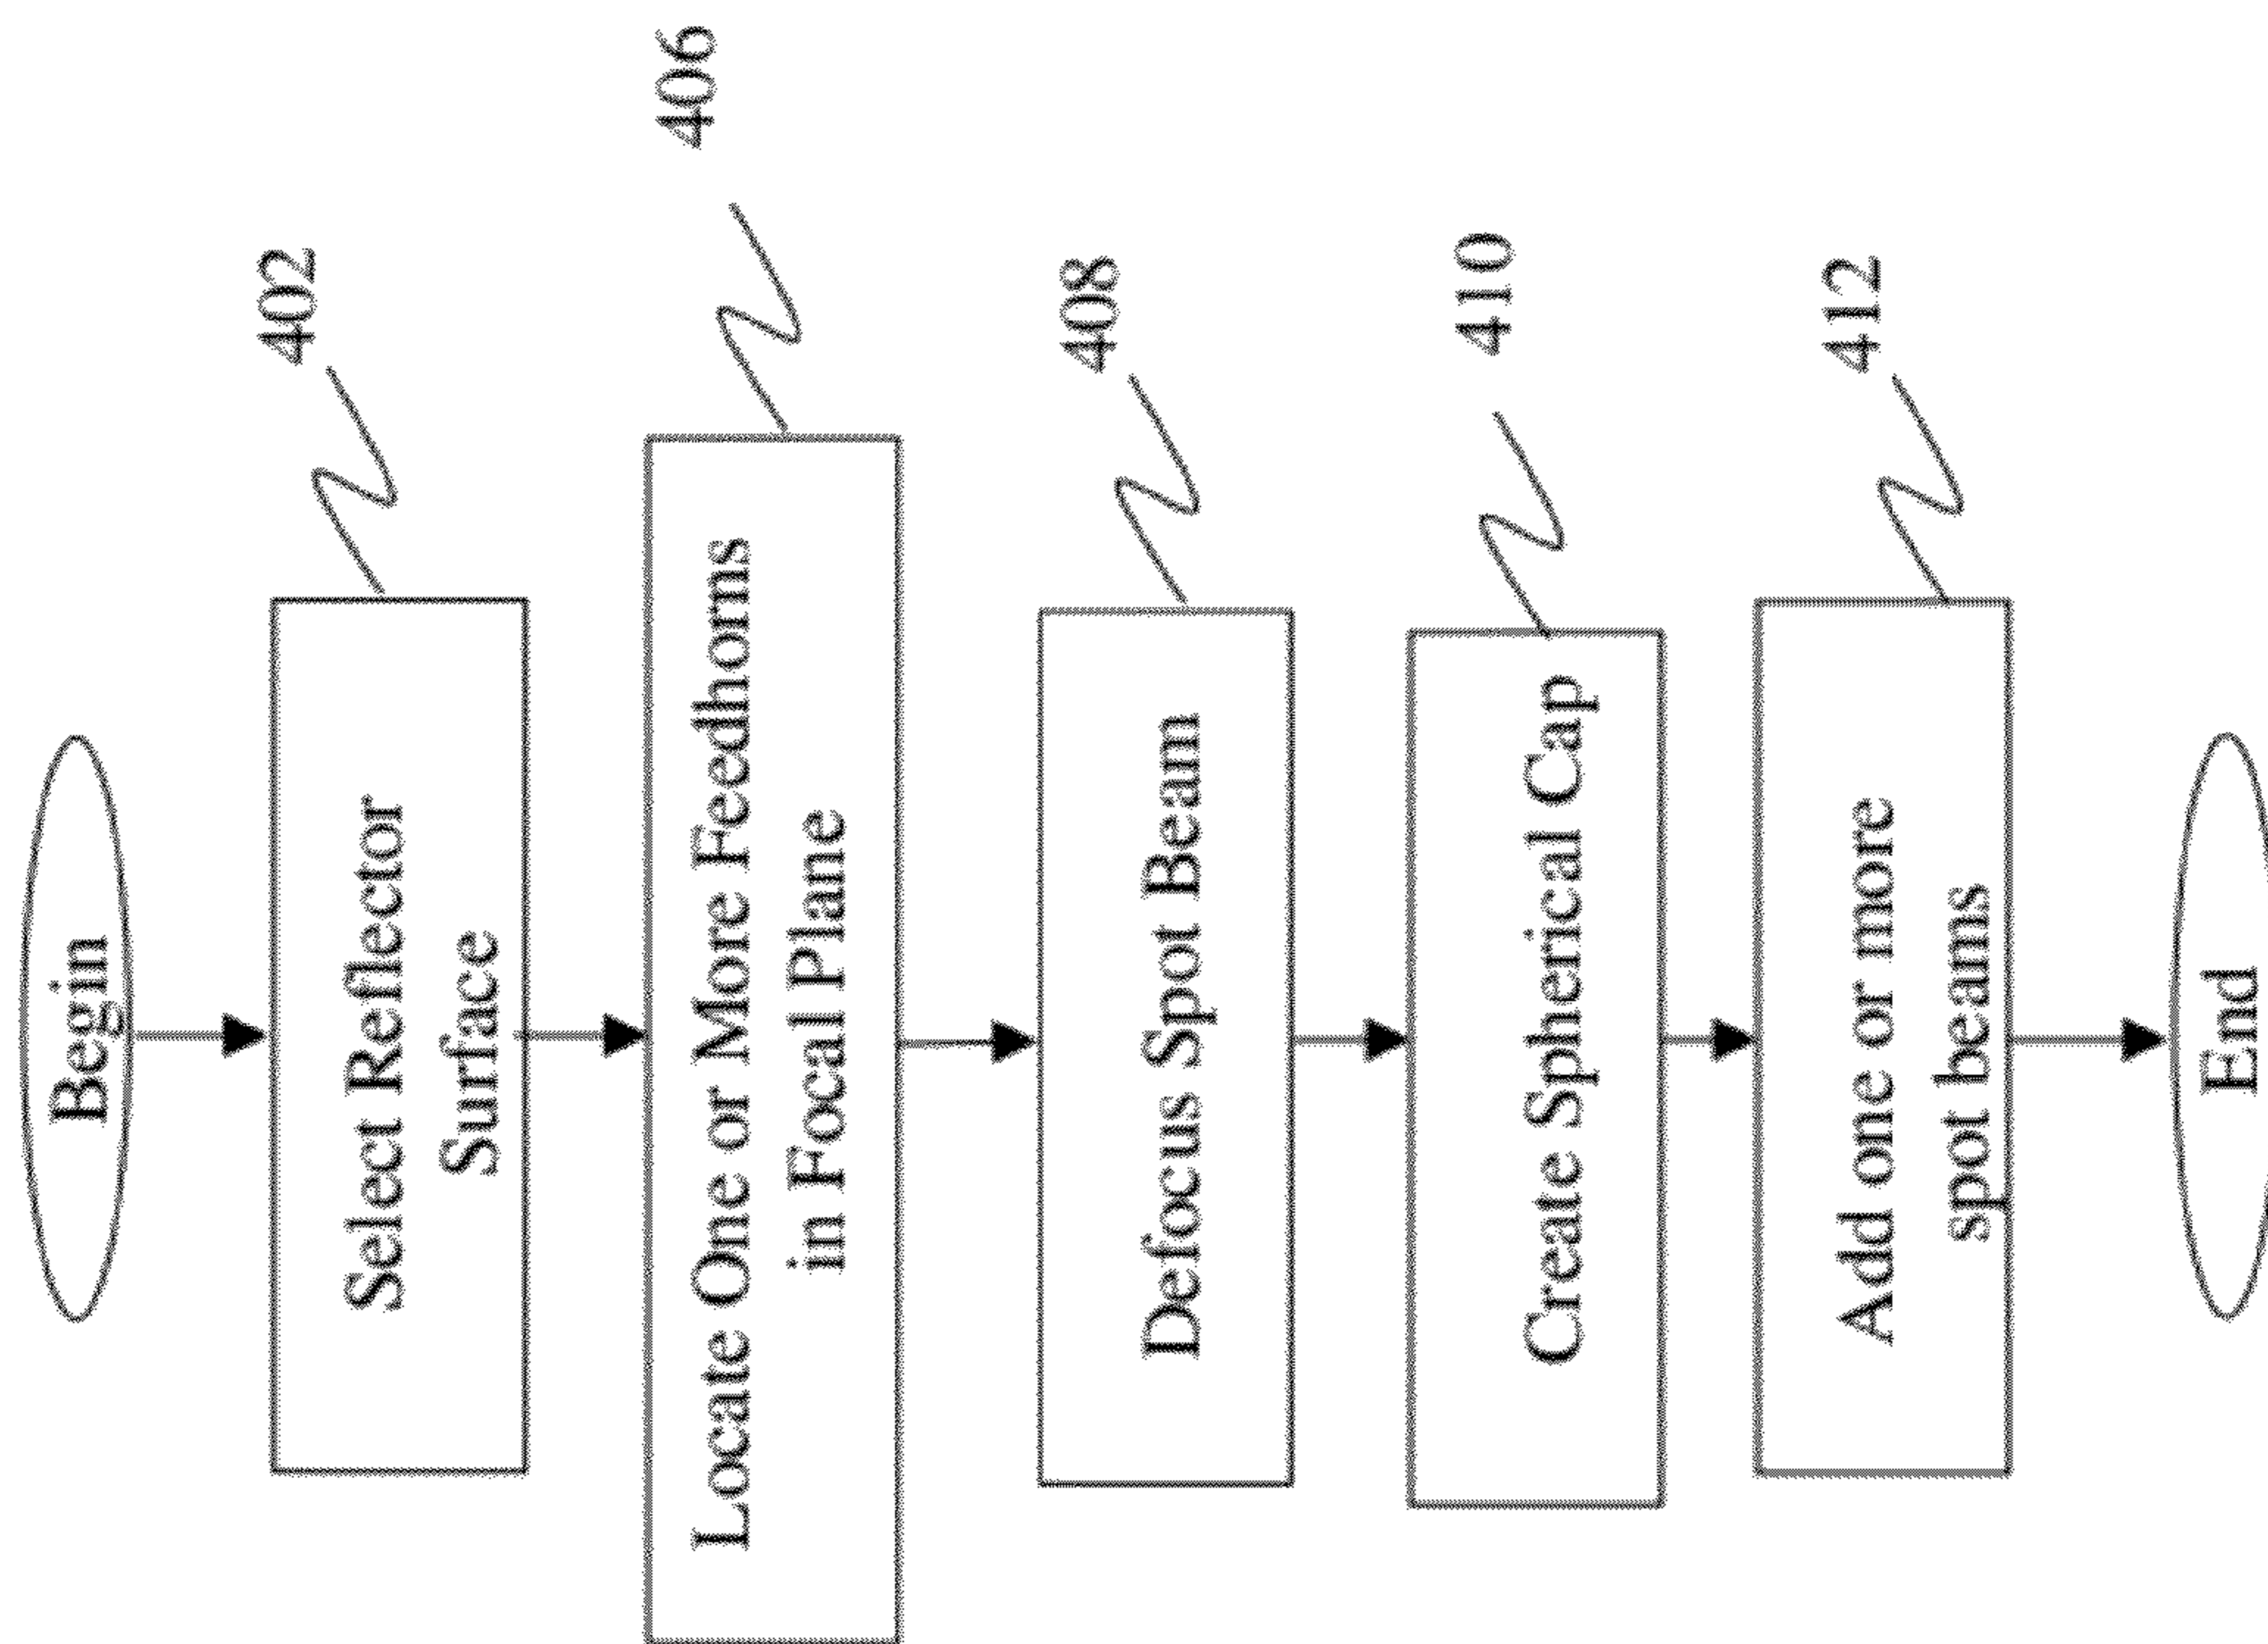 Begin
402
Select Reflector
Surface
406
Locate One or More Feedhorns
in Focal Plane
408
Defocus Spot Beam
410
Create Spherical Cap
412
Add one or more
spot beams
End